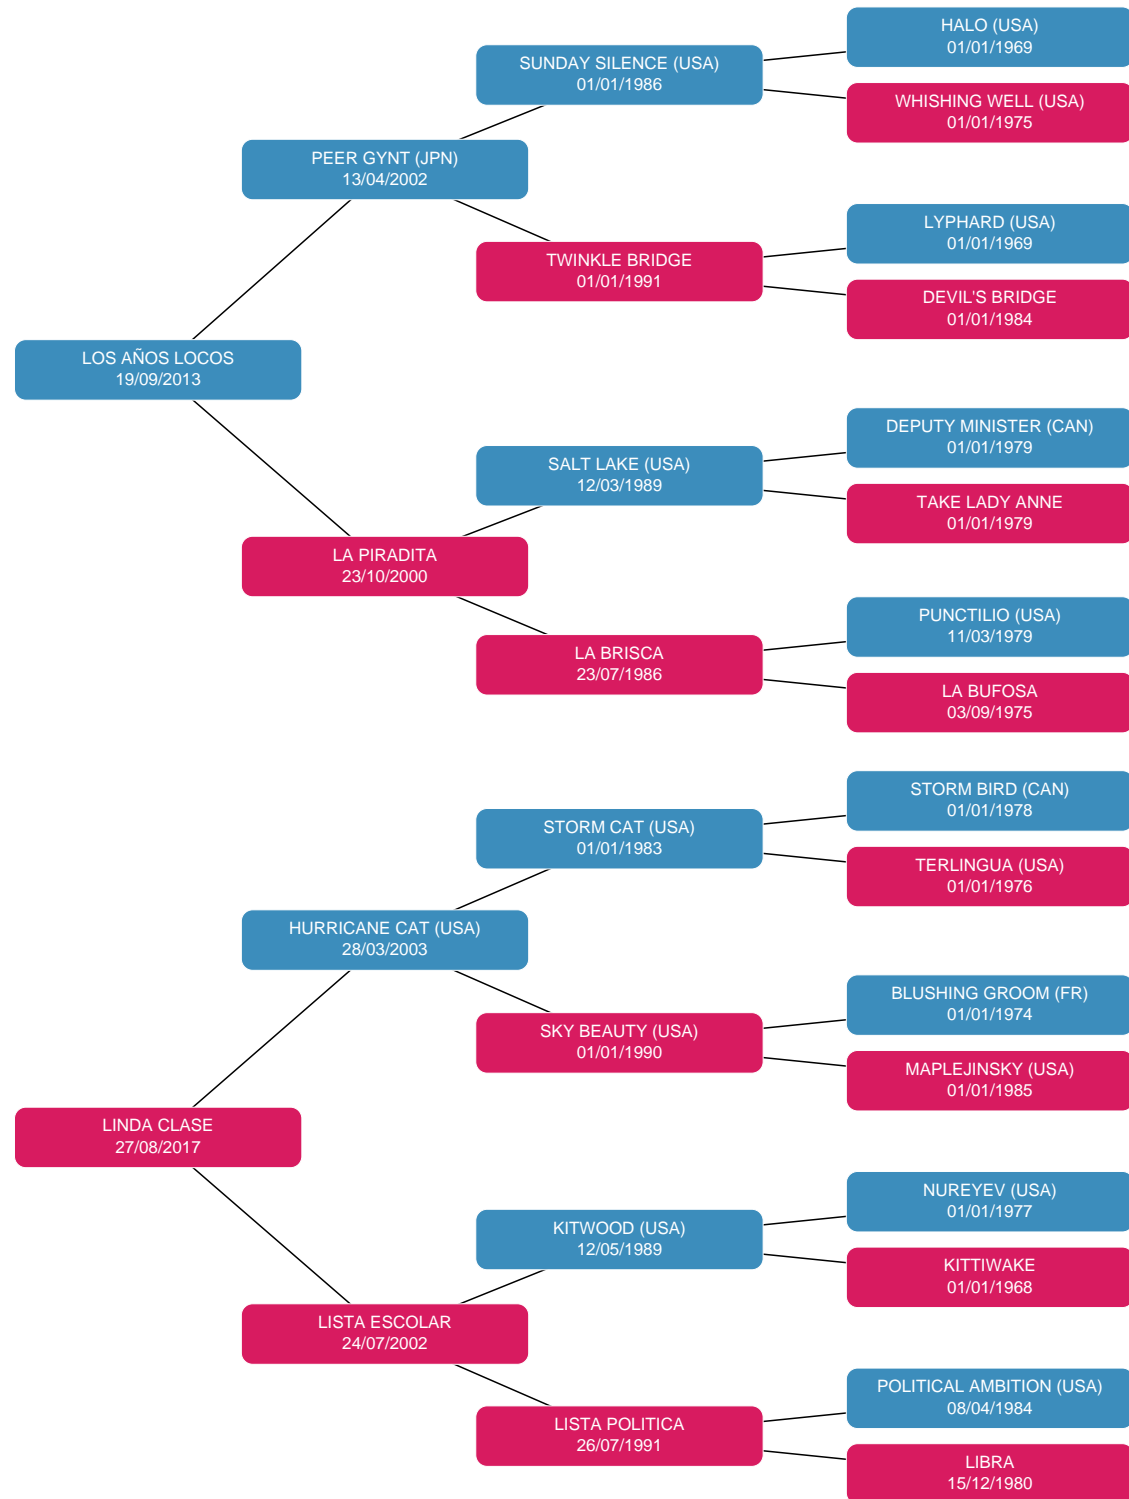 HALO (USA)
01/01/1969
SUNDAY SILENCE (USA)
01/01/1986
WHISHING WELL (USA)
01/01/1975
PEER GYNT (JPN)
13/04/2002
LYPHARD (USA)
01/01/1969
TWINKLE BRIDGE
01/01/1991
DEVIL'S BRIDGE
01/01/1984
LOS AÑOS LOCOS
19/09/2013
DEPUTY MINISTER (CAN)
01/01/1979
SALT LAKE (USA)
12/03/1989
TAKE LADY ANNE
01/01/1979
LA PIRADITA
23/10/2000
PUNCTILIO (USA)
11/03/1979
LA BRISCA
23/07/1986
LA BUFOSA
03/09/1975
STORM BIRD (CAN)
01/01/1978
STORM CAT (USA)
01/01/1983
TERLINGUA (USA)
01/01/1976
HURRICANE CAT (USA)
28/03/2003
BLUSHING GROOM (FR)
01/01/1974
SKY BEAUTY (USA)
01/01/1990
MAPLEJINSKY (USA)
01/01/1985
LINDA CLASE
27/08/2017
NUREYEV (USA)
01/01/1977
KITWOOD (USA)
12/05/1989
KITTIWAKE
01/01/1968
LISTA ESCOLAR
24/07/2002
POLITICAL AMBITION (USA)
08/04/1984
LISTA POLITICA
26/07/1991
LIBRA
15/12/1980